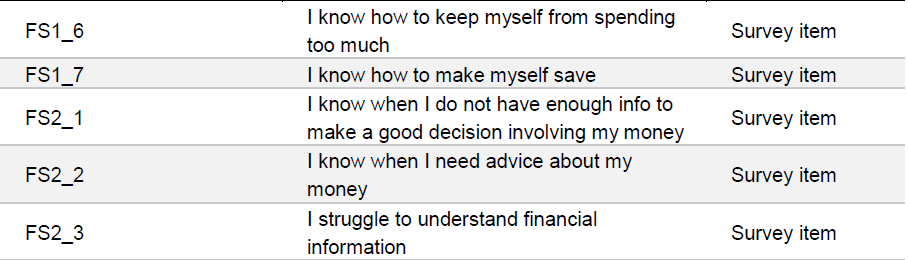 FS1_6 I know how to keep myself from spending too much Survey item
FS1_7 I know how to make myself save Survey item
FS2_1 I know when I do not have enough info to make a good decision involving my money Survey item
FS2_2 I know when I need advice about my money Survey item
FS2_3 I struggle to understand financial information Survey item